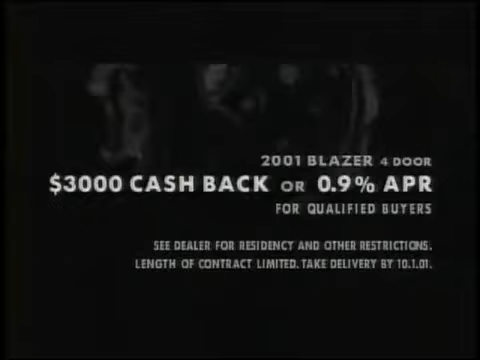 2001 BLAZER 4 DOOR
$3000 CASH BACK OR 0.9% APR
FOR QUALIFIED BUYERS
SEE DEALER FOR RESIDENCY AND OTHER RESTRICTIONS.
LENGTH OF CONTRACT LIMITED. TAKE DELIVERY BY 10.1.01.